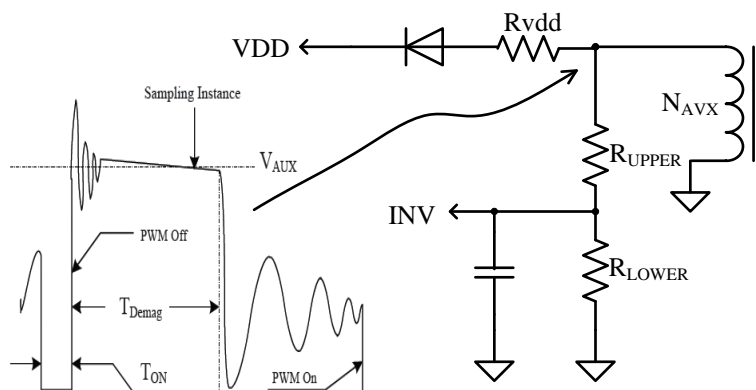 VDD
Rvdd
Sampling Instance
V_AUX
N_AVX
R_UPPER
INV
PWM Off
R_LOWER
T_Demag
T_ON
PWM On